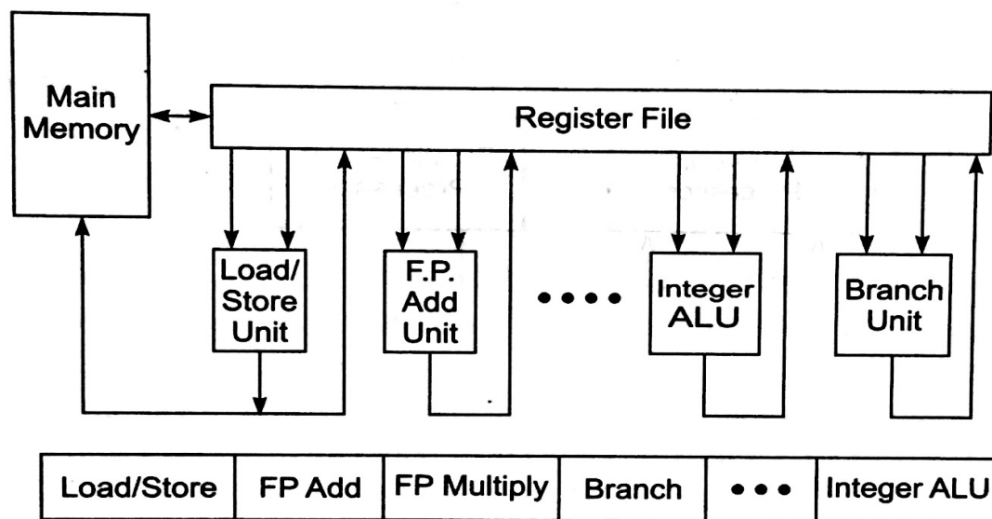 Main
Memory
Register File
Load/
Store
Unit
F.P.
Add
Unit
Integer
ALU
Branch
Unit
Load/Store FP Add FP Multiply Branch ••• Integer ALU